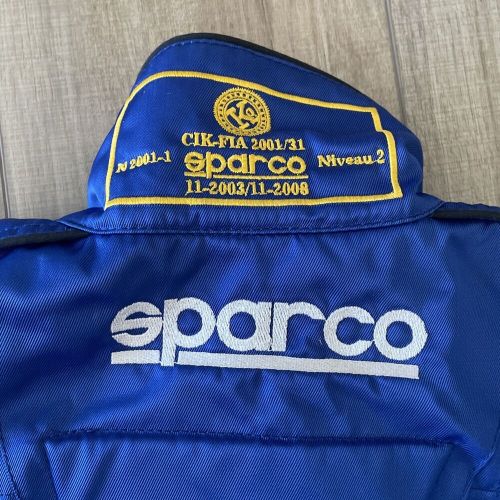 CIK-FIA 2001/31
N 2001-1 sparco Niveau 2
11-2003/11-2008
sparco